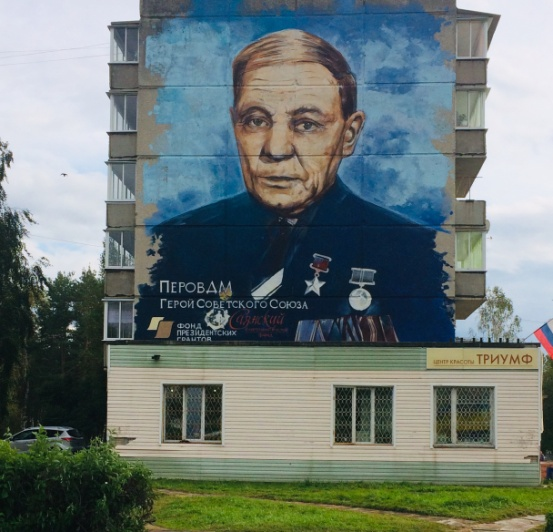 ПЕРОВ ДМ
ГЕРОЙ СОВЕТСКОГО СОЮЗА
ФОНД
ПРЕЗИДЕНТСКИХ
ГРАНТОВ
ЦЕНТР КРАСОТЫ ТРИУМФ